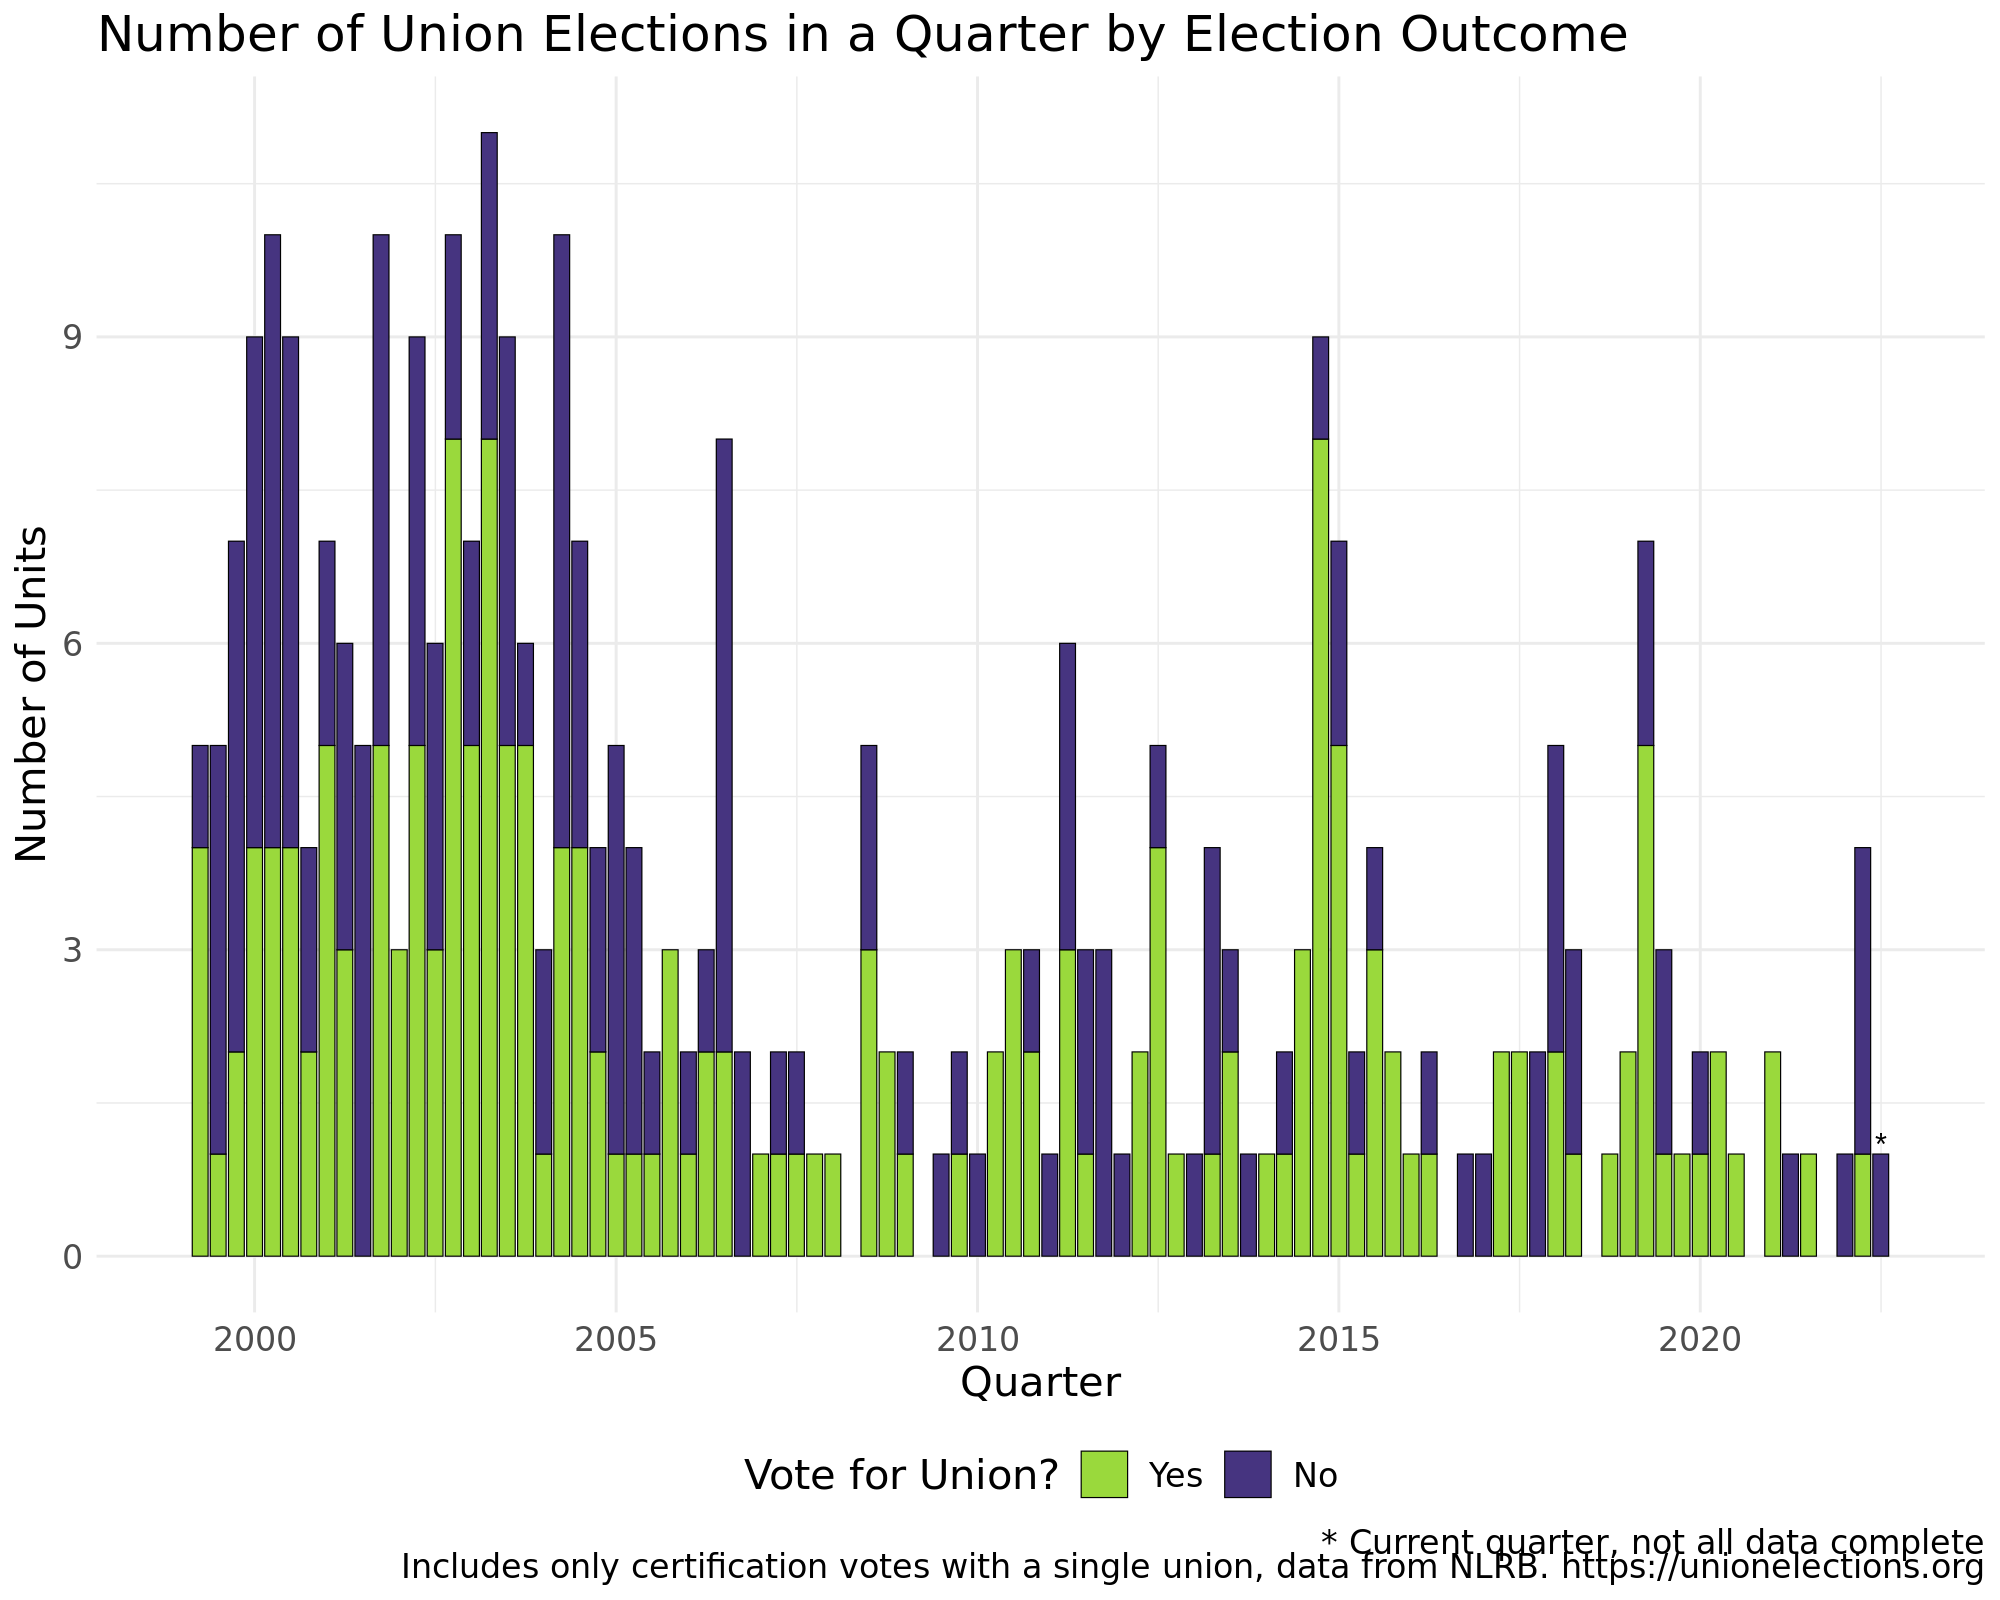 Number of Union Elections in a Quarter by Election Outcome
Number of Units
9
6
3
0
*
2000 2005 2010 2015 2020
Quarter
Vote for Union? Yes No
* Current quarter, not all data complete
Includes only certification votes with a single union, data from NLRB. https://unionelections.org